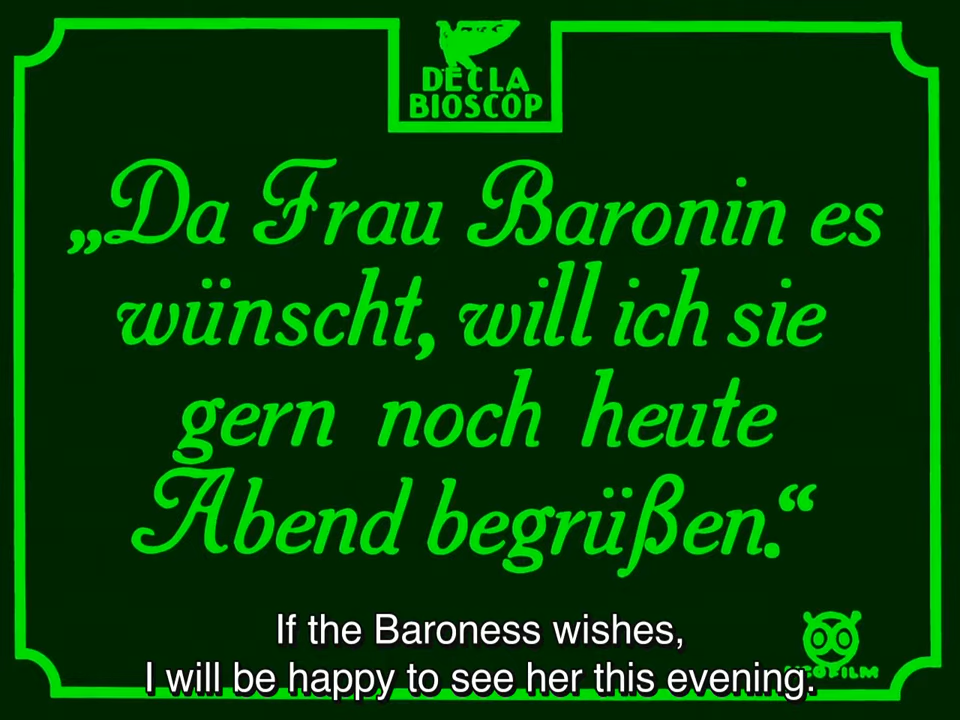 DECLA
BIOSCOP
„Da Frau Baronin es
wünscht, will ich sie
gern noch heute
Abend begrüßen.“
If the Baroness wishes,
I will be happy to see her this evening.